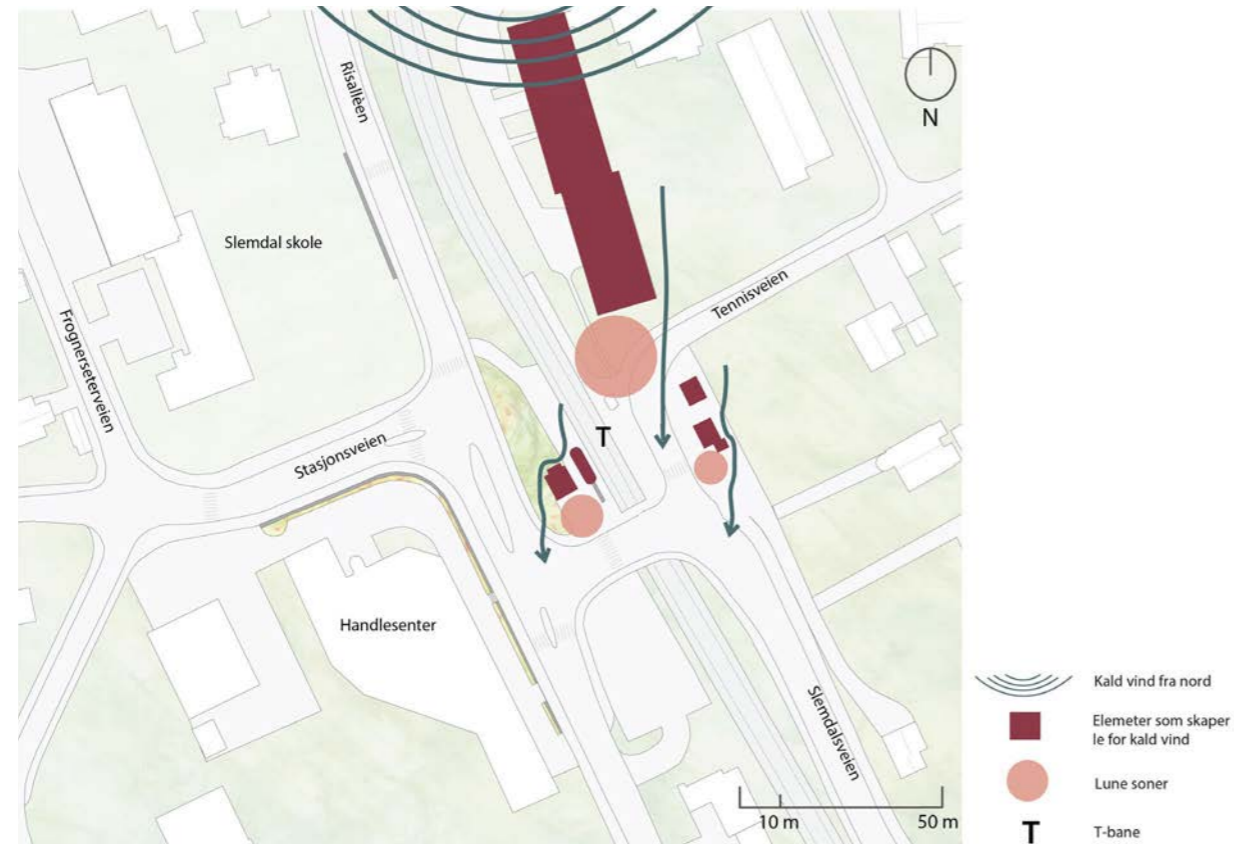 Risallèen
N
Slemdal skole
Tennisveien
Frognerseterveien
T
Stasjonsveien
Handlesenter
Slemdalsveien
10 m
50 m
Kald vind fra nord
Elemeter som skaper
le for kald vind
Lune soner
T
T-bane